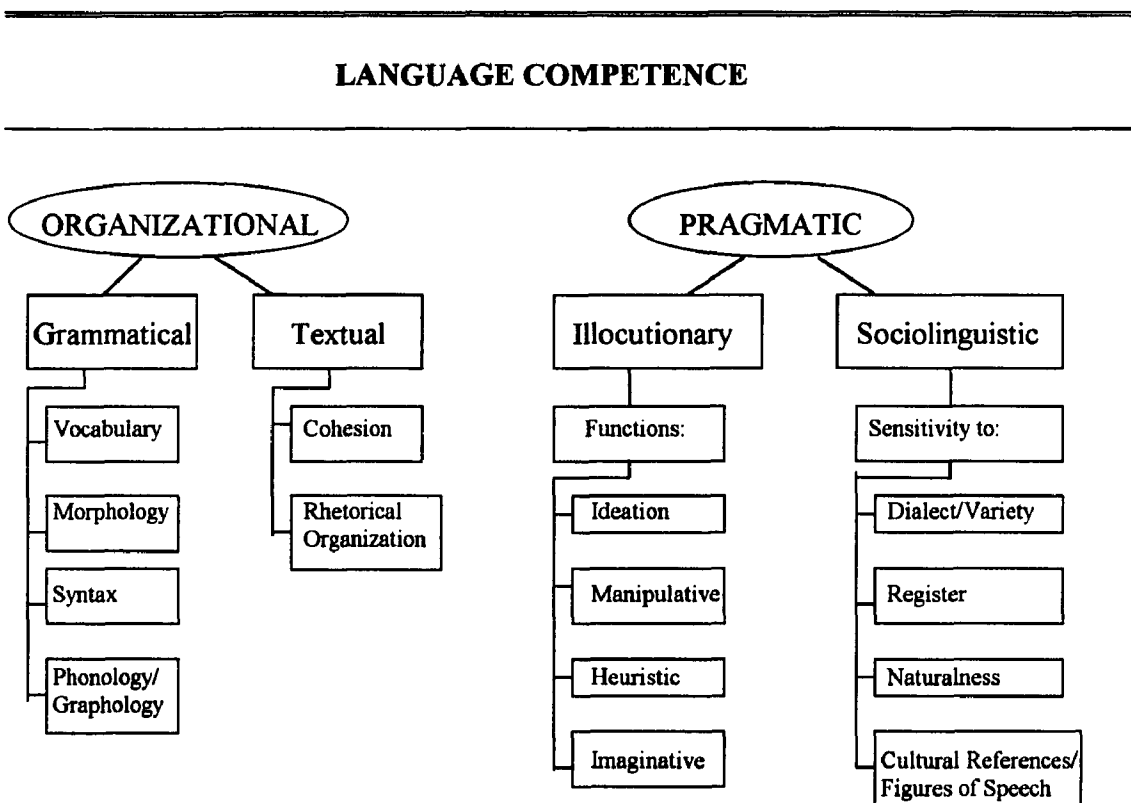 LANGUAGE COMPETENCE
ORGANIZATIONAL
PRAGMATIC
Grammatical
Textual
Illocutionary
Sociolinguistic
Vocabulary
Morphology
Syntax
Phonology/
Graphology
Cohesion
Rhetorical
Organization
Functions:
Ideation
Manipulative
Heuristic
Imaginative
Sensitivity to:
Dialect/Variety
Register
Naturalness
Cultural References/
Figures of Speech